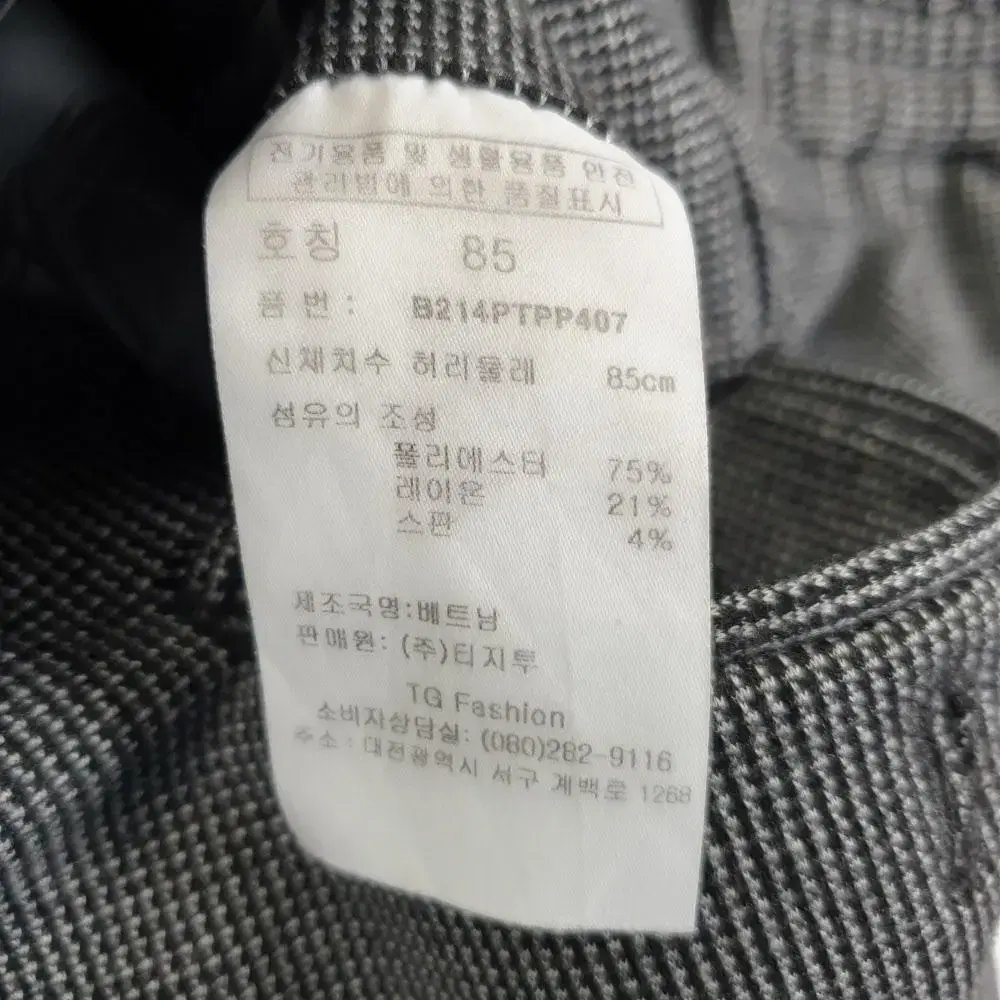 전기용품 및 생활용품 안전
관리법에 의한 품질표시
호칭 85
품 번 : B214PTPP407
신체치수 허리둘레 85cm
섬유의 조성
폴리에스터 75%
레이온 21%
스판 4%
제조국명:베트남
판매원: (주)티지투
TG Fashion
소비자상담실: (080)282-9116
주소 : 대전광역시 서구 계백로 1268